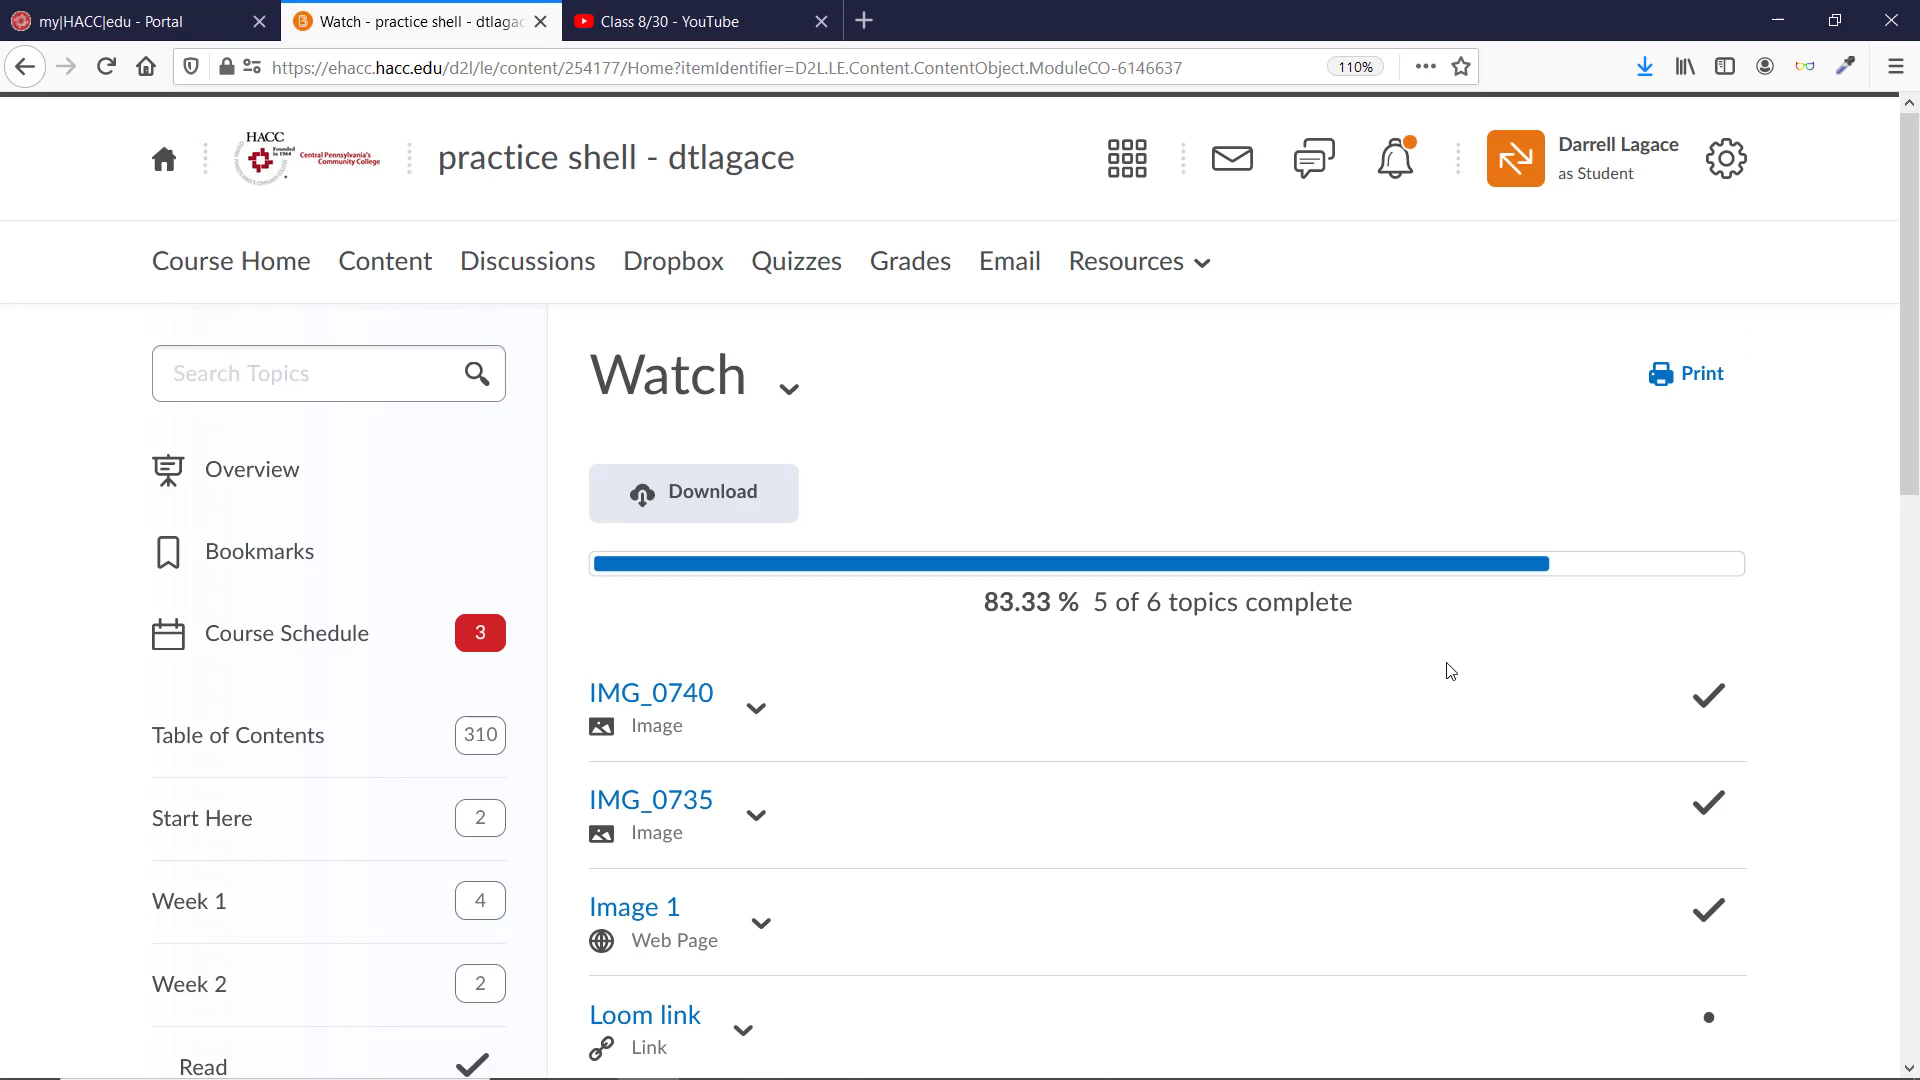 my|HACC|edu - Portal
Watch - practice shell - dtlagac
Class 8/30 - YouTube
https://ehacc.hacc.edu/d2l/le/content/254177/Home?itemIdentifier=D2L.LE.Content.ContentObject.ModuleCO-6146637
110%
HACC
Founded in 1964
Central Pennsylvania's
Community College
practice shell - dtlagace
Darrell Lagace
as Student
Course Home
Content
Discussions
Dropbox
Quizzes
Grades
Email
Resources
Search Topics
Overview
Bookmarks
Course Schedule 3
Table of Contents 310
Start Here 2
Week 1 4
Week 2 2
Read
Watch
Print
Download
83.33 % 5 of 6 topics complete
IMG_0740
Image
IMG_0735
Image
Image 1
Web Page
Loom link
Link